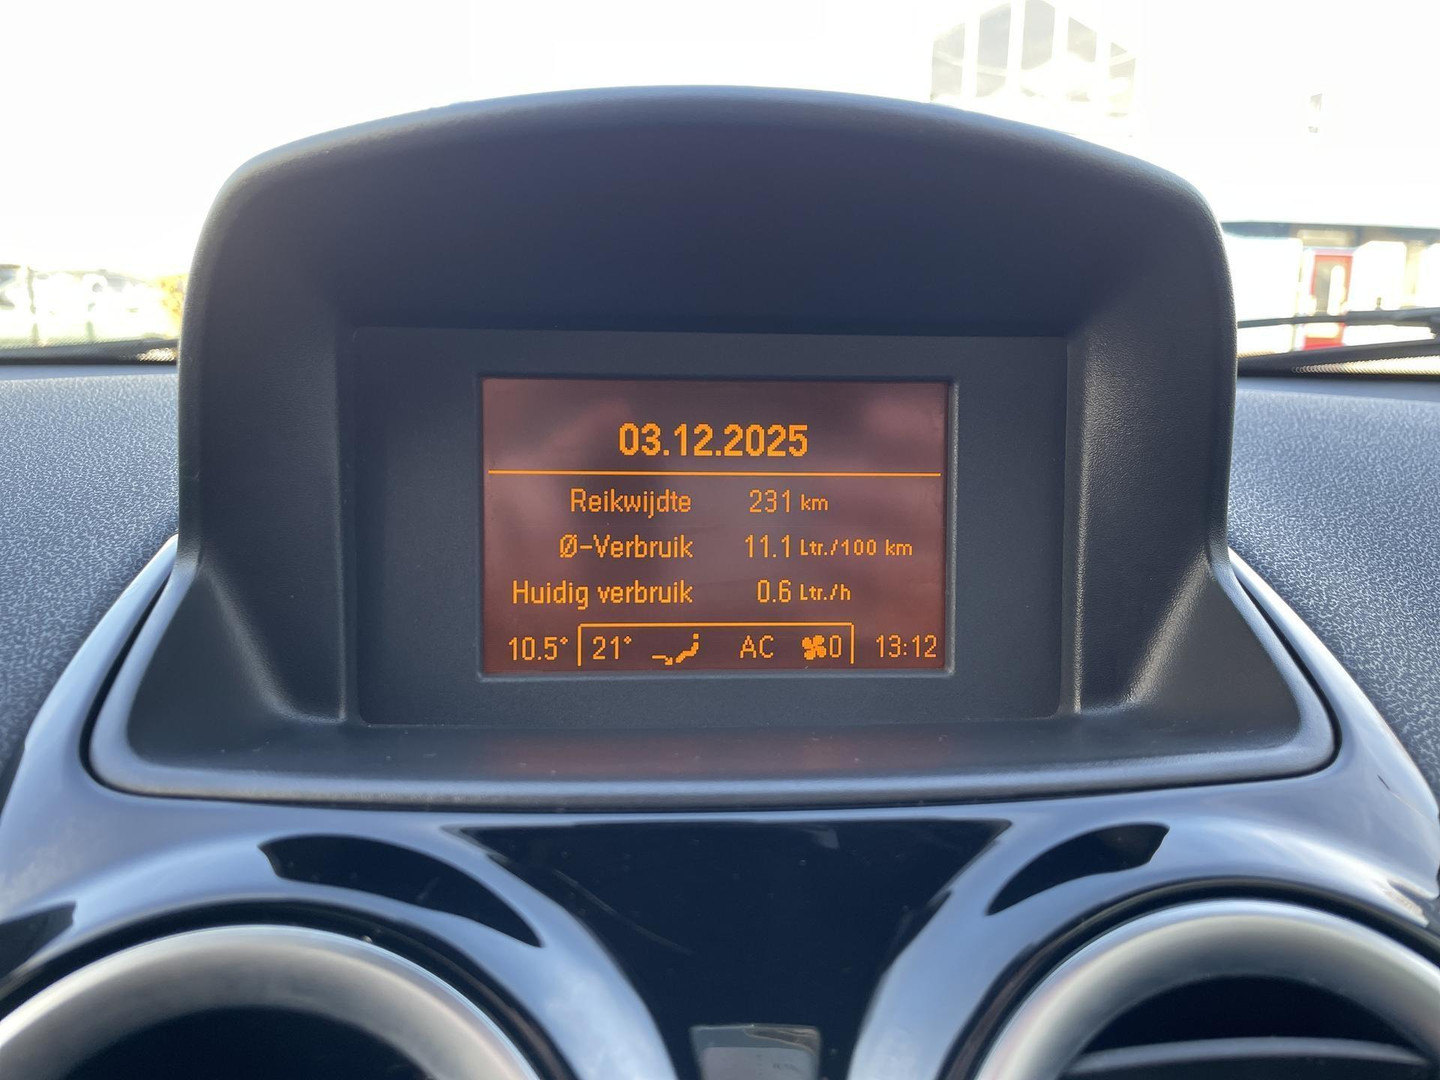 03.12.2025
Reikwijdte 231 km
Ø-Verbruik 11.1 Ltr./100 km
Huidig verbruik 0.6 Ltr./h
10.5° 21° AC 0 13:12